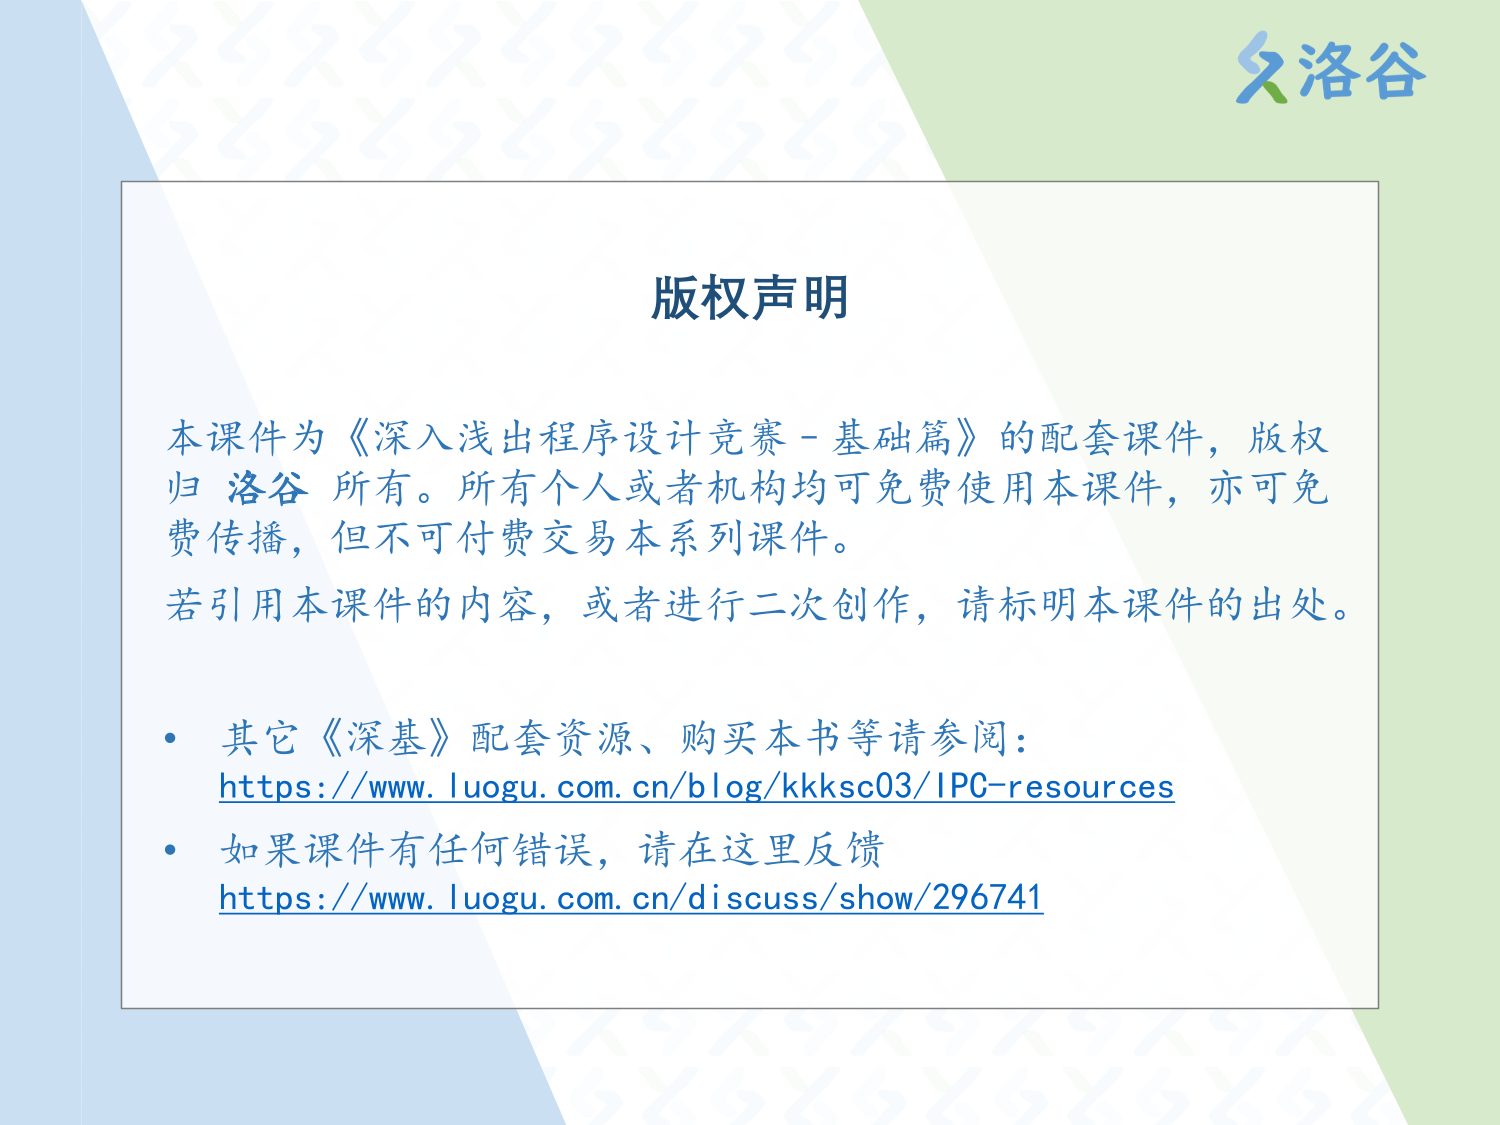 洛谷
版权声明
本课件为《深入浅出程序设计竞赛 - 基础篇》的配套课件，版权
归 洛谷 所有。所有个人或者机构均可免费使用本课件，亦可免
费传播，但不可付费交易本系列课件。
若引用本课件的内容，或者进行二次创作，请标明本课件的出处。
• 其它《深基》配套资源、购买本书等请参阅：
https://www.luogu.com.cn/blog/kkksc03/IPC-resources
• 如果课件有任何错误，请在这里反馈
https://www.luogu.com.cn/discuss/show/296741